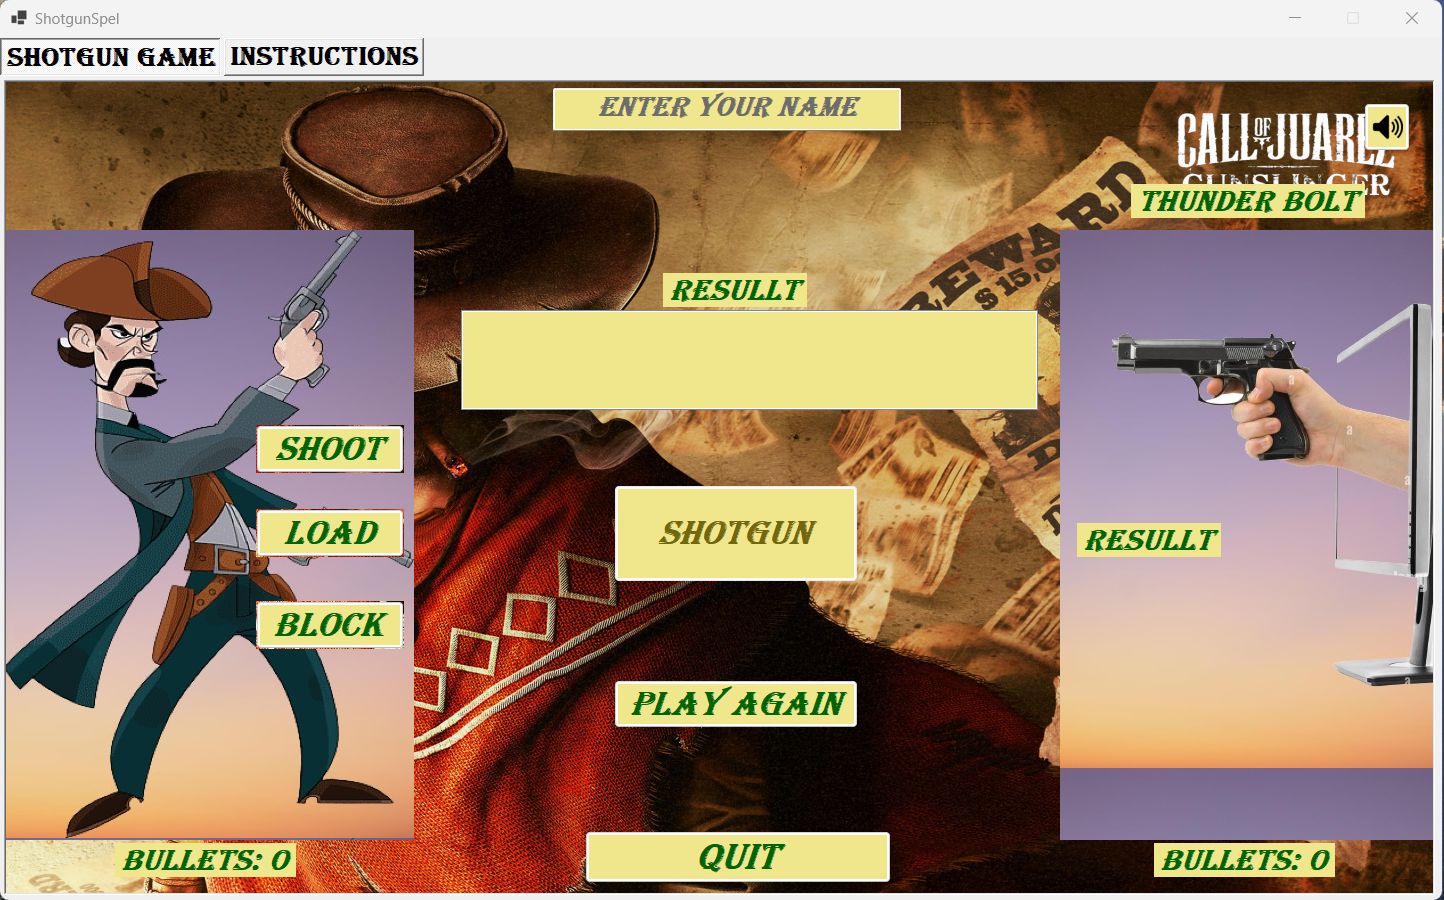 ShotgunSpel
SHOTGUN GAME
INSTRUCTIONS
ENTER YOUR NAME
CALL OF JUAREZ
GUNSLINGER
THUNDER BOLT
REWARD
$15,00
RESULLT
SHOOT
SHOTGUN
LOAD
RESULLT
BLOCK
PLAY AGAIN
QUIT
BULLETS: 0
BULLETS: 0
a
a
a
a